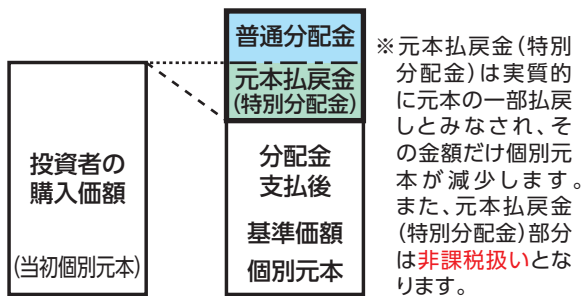 投資者の
購入価額
(当初個別元本)
普通分配金
元本払戻金
(特別分配金)
分配金
支払後
基準価額
個別元本
※元本払戻金(特別
分配金)は実質的
に元本の一部払戻
しとみなされ、そ
の金額だけ個別元
本が減少します。
また、元本払戻金
(特別分配金)部分
は非課税扱いとな
ります。